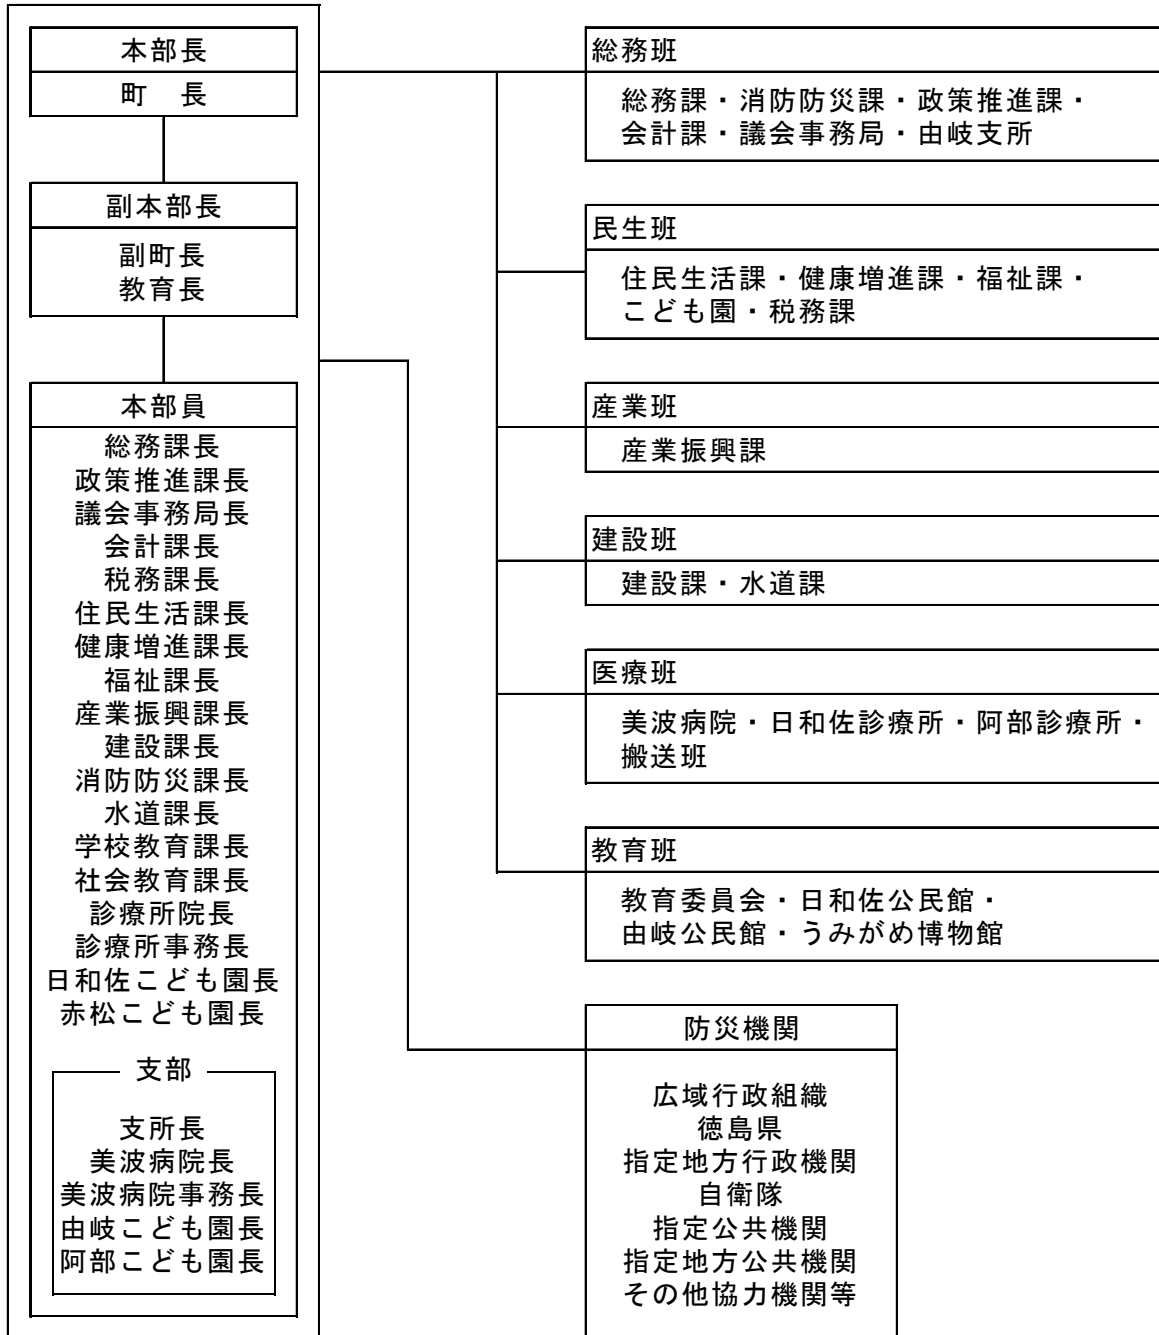 本部長
町　長
副本部長
副町長
教育長
本部員
総務課長
政策推進課長
議会事務局長
会計課長
税務課長
住民生活課長
健康増進課長
福祉課長
産業振興課長
建設課長
消防防災課長
水道課長
学校教育課長
社会教育課長
診療所院長
診療所事務長
日和佐こども園長
赤松こども園長
支部
支所長
美波病院長
美波病院事務長
由岐こども園長
阿部こども園長
総務班
総務課・消防防災課・政策推進課・
会計課・議会事務局・由岐支所
民生班
住民生活課・健康増進課・福祉課・
こども園・税務課
産業班
産業振興課
建設班
建設課・水道課
医療班
美波病院・日和佐診療所・阿部診療所・
搬送班
教育班
教育委員会・日和佐公民館・
由岐公民館・うみがめ博物館
防災機関
広域行政組織
徳島県
指定地方行政機関
自衛隊
指定公共機関
指定地方公共機関
その他協力機関等